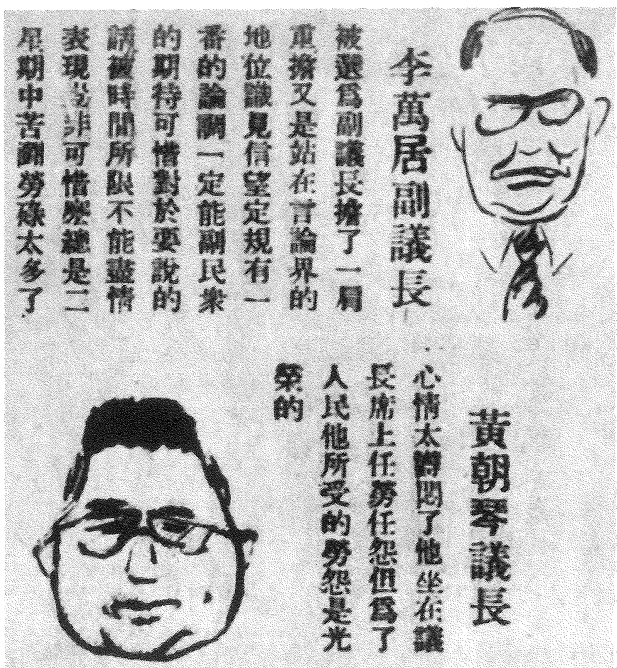 李萬居副議長
被選爲副議長擔了一肩
重擔又是站在言論界的
地位識見信望定規有一
番的論調一定能副民衆
的期待可惜對於要說的
話被時間所限不能盡情
表現豈非可惜麽總是二
星期中苦鬪勞碌太多了
黃朝琴議長
心情太鬱悶了他坐在議
長席上任勞任怨但爲了
人民他所受的勞怨是光
榮的